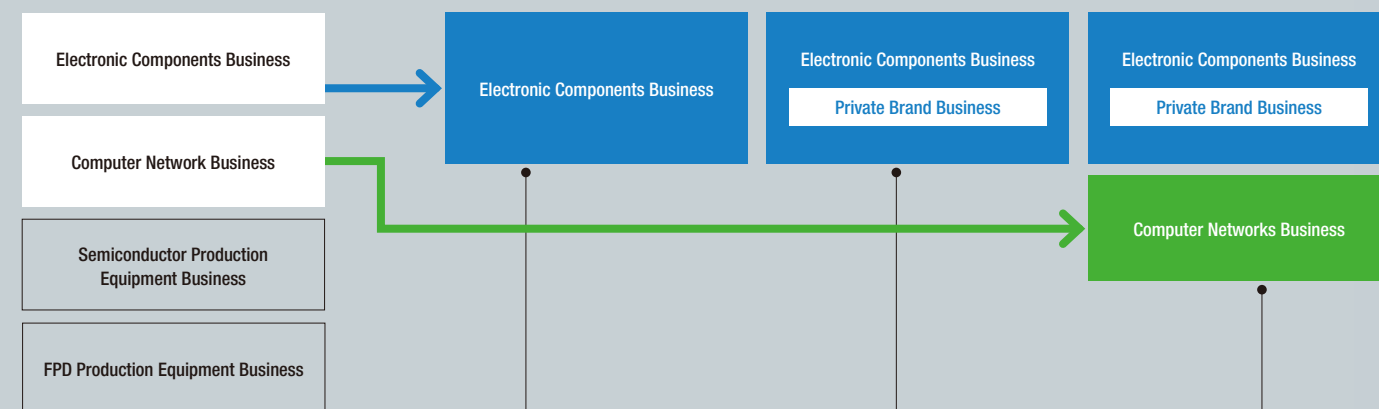 Electronic Components Business
Computer Network Business
Semiconductor Production
Equipment Business
FPD Production Equipment Business
Electronic Components Business
Electronic Components Business
Private Brand Business
Electronic Components Business
Private Brand Business
Computer Networks Business